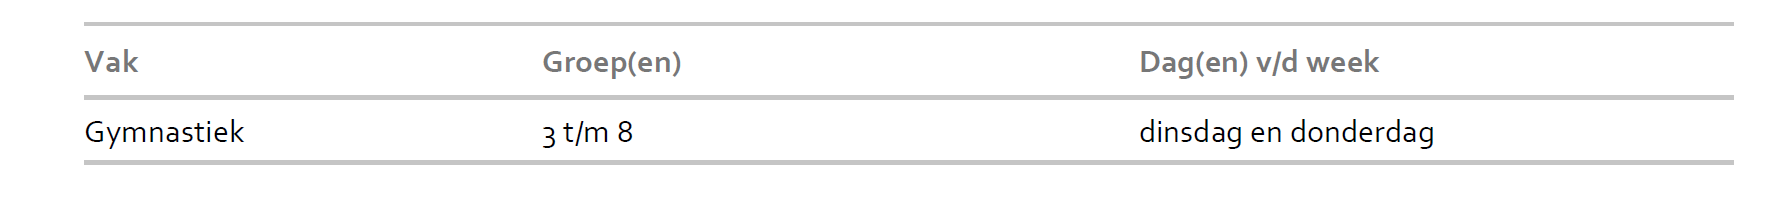 Vak Groep(en) Dag(en) v/d week
Gymnastiek 3 t/m 8 dinsdag en donderdag